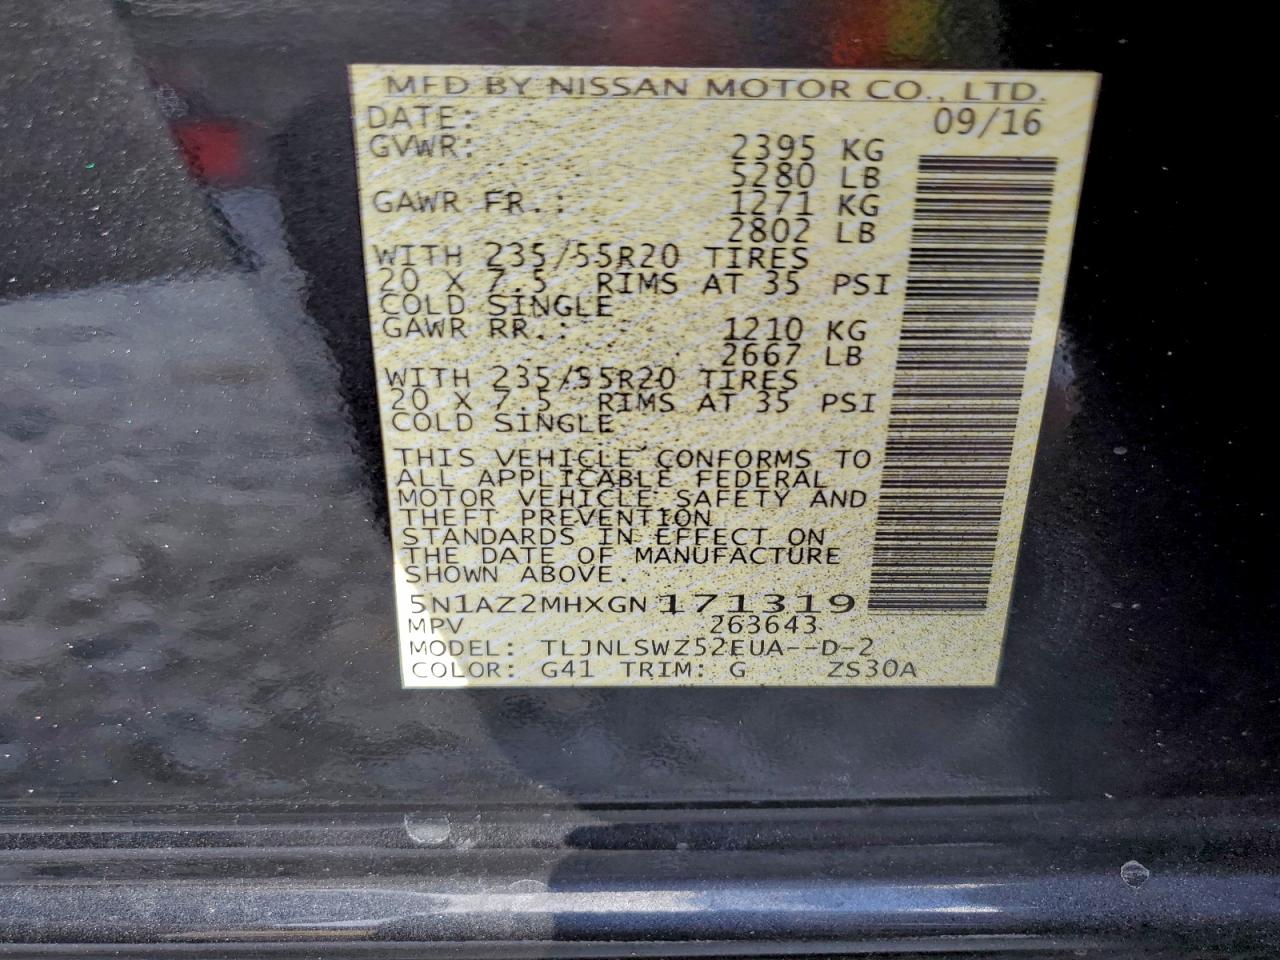 MFD BY NISSAN MOTOR CO., LTD.
DATE: 09/16
GVWR: 2395 KG
5280 LB
GAWR FR.: 1271 KG
2802 LB
WITH 235/55R20 TIRES
20 X 7.5 RIMS AT 35 PSI
COLD SINGLE
GAWR RR.: 1210 KG
2667 LB
WITH 235/55R20 TIRES
20 X 7.5 RIMS AT 35 PSI
COLD SINGLE
THIS VEHICLE CONFORMS TO
ALL APPLICABLE FEDERAL
MOTOR VEHICLE SAFETY AND
THEFT PREVENTION
STANDARDS IN EFFECT ON
THE DATE OF MANUFACTURE
SHOWN ABOVE.
5N1AZ2MHXGN171319
MPV 263643
MODEL: TLJNLSWZ52EUA--D-2
COLOR: G41 TRIM: G ZS30A